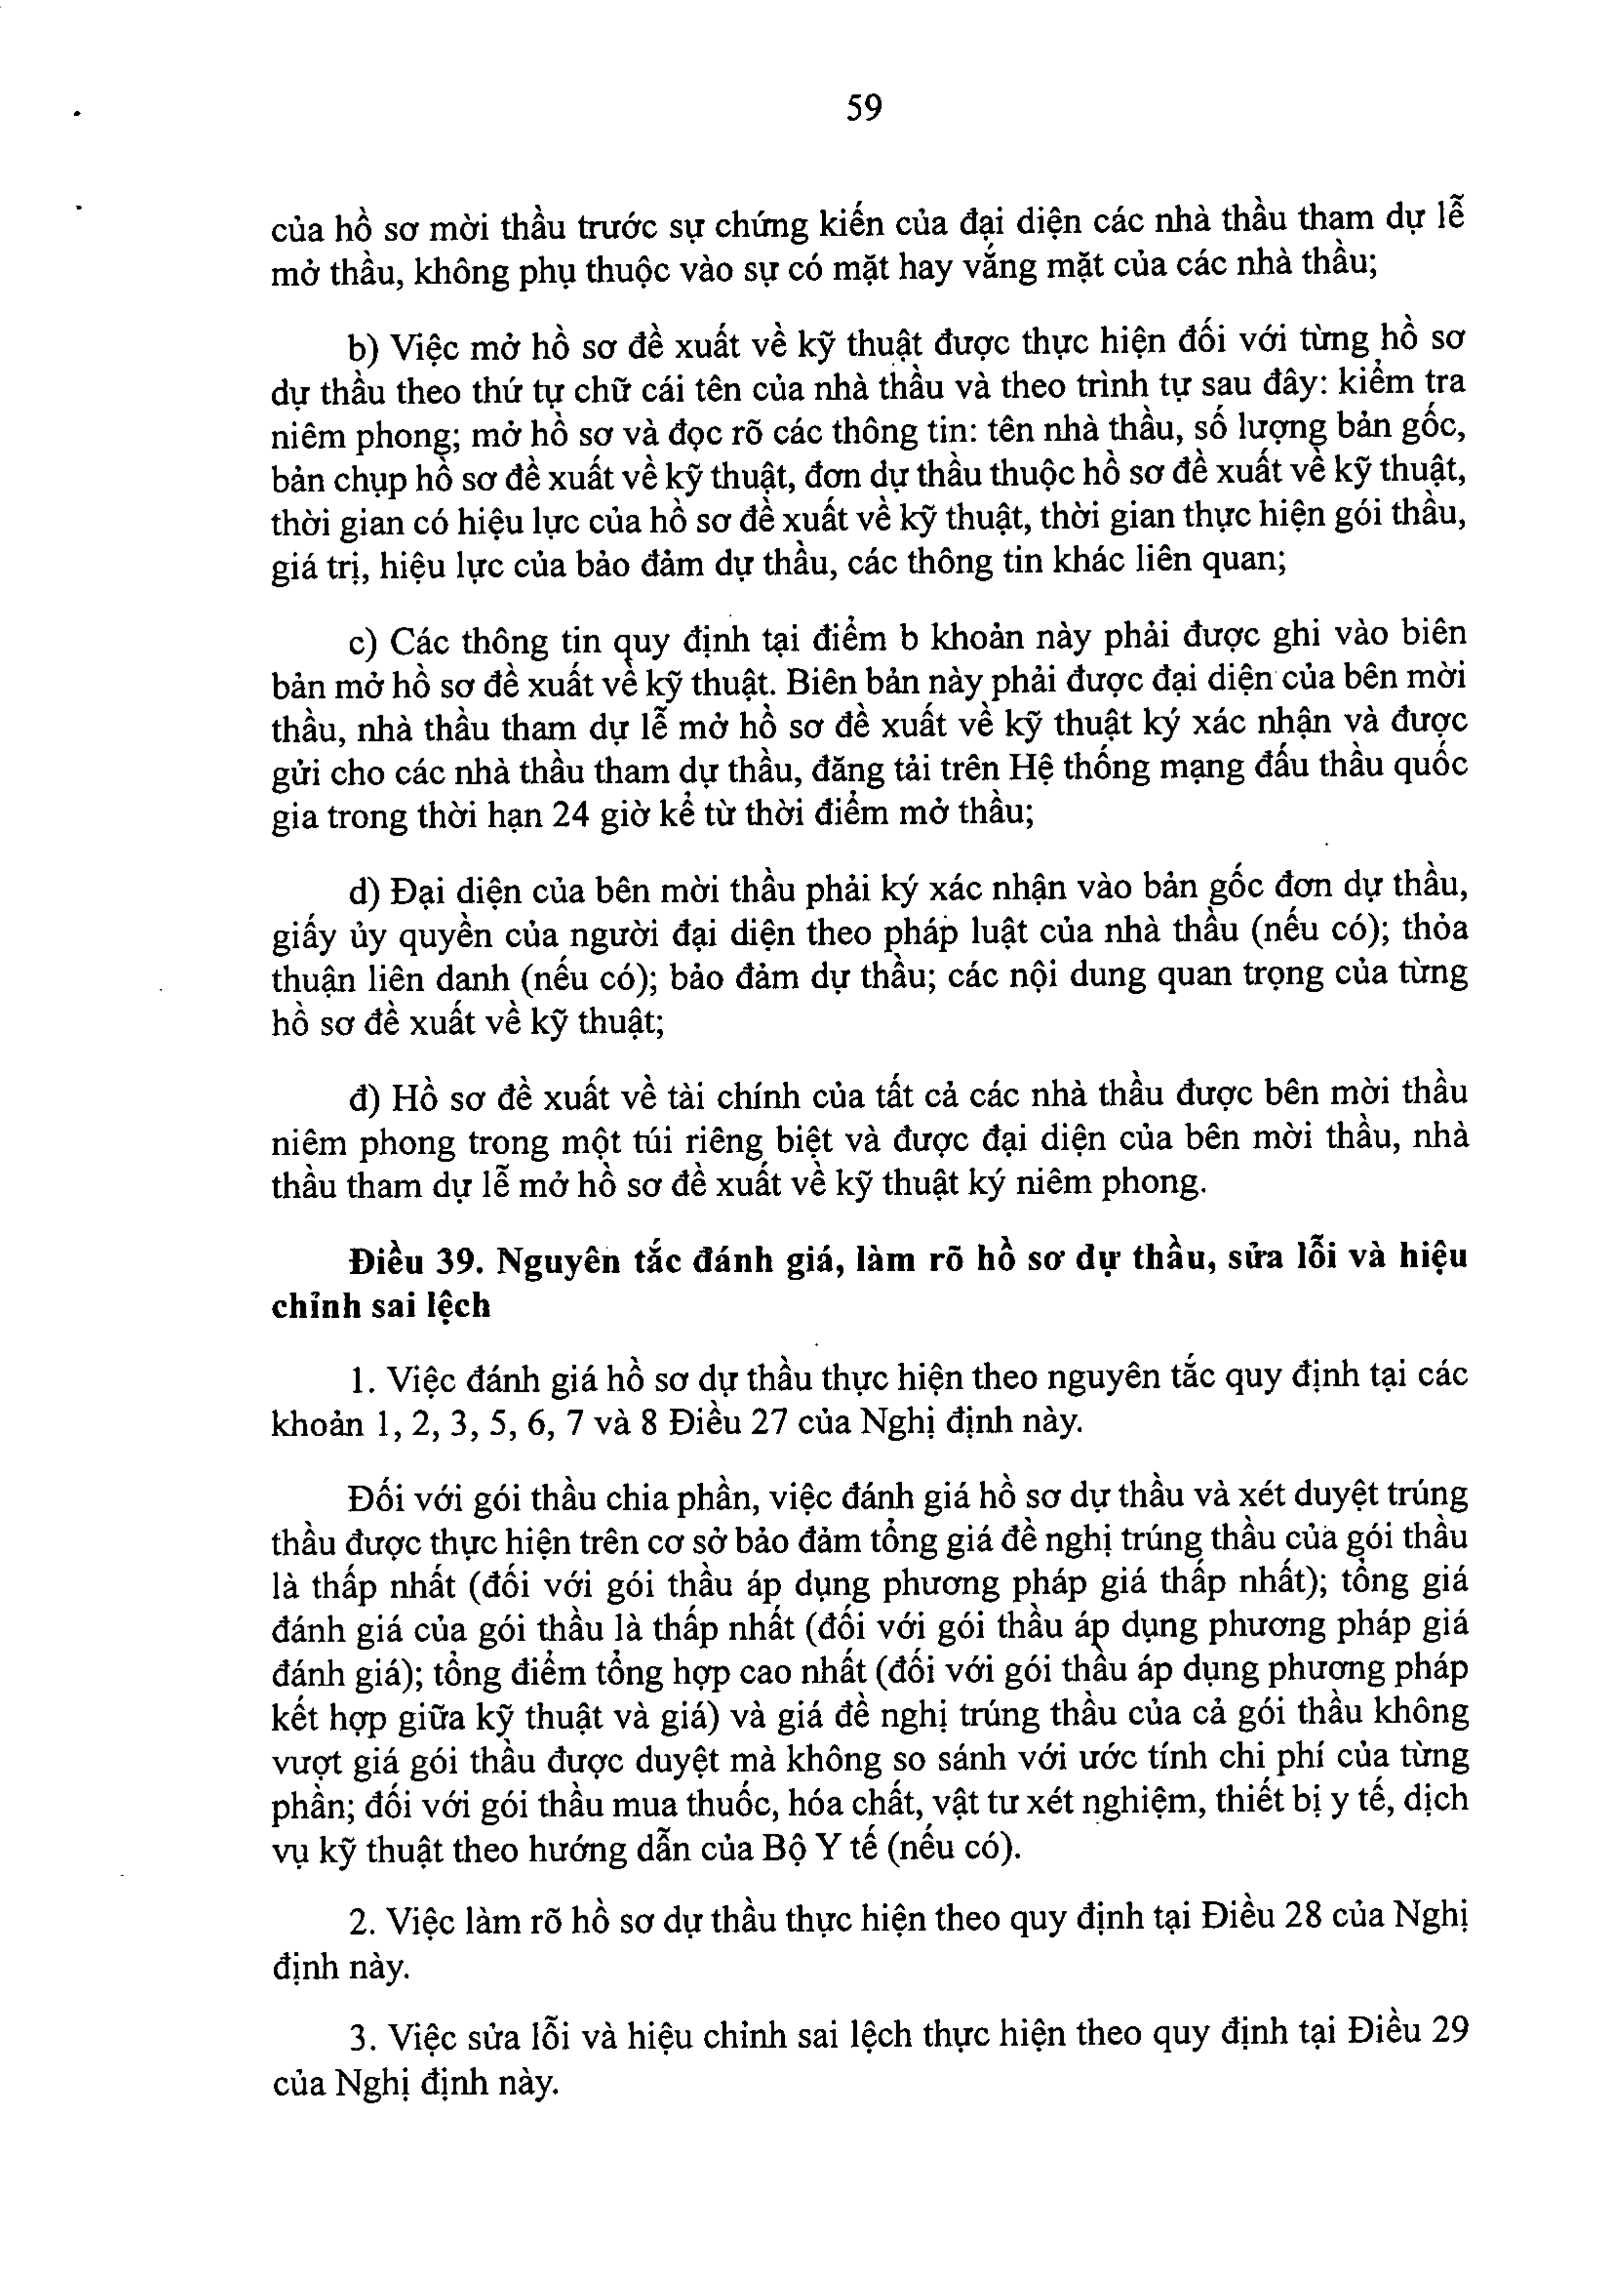 59
của hồ sơ mời thầu trước sự chứng kiến của đại diện các nhà thầu tham dự lễ
mở thầu, không phụ thuộc vào sự có mặt hay vắng mặt của các nhà thầu;
b) Việc mở hồ sơ đề xuất về kỹ thuật được thực hiện đối với từng hồ sơ
dự thầu theo thứ tự chữ cái tên của nhà thầu và theo trình tự sau đây: kiểm tra
niêm phong; mở hồ sơ và đọc rõ các thông tin: tên nhà thầu, số lượng bản gốc,
bản chụp hồ sơ đề xuất về kỹ thuật, đơn dự thầu thuộc hồ sơ đề xuất về kỹ thuật,
thời gian có hiệu lực của hồ sơ đề xuất về kỹ thuật, thời gian thực hiện gói thầu,
giá trị, hiệu lực của bảo đảm dự thầu, các thông tin khác liên quan;
c) Các thông tin quy định tại điểm b khoản này phải được ghi vào biên
bản mở hồ sơ đề xuất về kỹ thuật. Biên bản này phải được đại diện của bên mời
thầu, nhà thầu tham dự lễ mở hồ sơ đề xuất về kỹ thuật ký xác nhận và được
gửi cho các nhà thầu tham dự thầu, đăng tải trên Hệ thống mạng đấu thầu quốc
gia trong thời hạn 24 giờ kể từ thời điểm mở thầu;
d) Đại diện của bên mời thầu phải ký xác nhận vào bản gốc đơn dự thầu,
giấy ủy quyền của người đại diện theo pháp luật của nhà thầu (nếu có); thỏa
thuận liên danh (nếu có); bảo đảm dự thầu; các nội dung quan trọng của từng
hồ sơ đề xuất về kỹ thuật;
đ) Hồ sơ đề xuất về tài chính của tất cả các nhà thầu được bên mời thầu
niêm phong trong một túi riêng biệt và được đại diện của bên mời thầu, nhà
thầu tham dự lễ mở hồ sơ đề xuất về kỹ thuật ký niêm phong.
Điều 39. Nguyên tắc đánh giá, làm rõ hồ sơ dự thầu, sửa lỗi và hiệu
chỉnh sai lệch
1. Việc đánh giá hồ sơ dự thầu thực hiện theo nguyên tắc quy định tại các
khoản 1, 2, 3, 5, 6, 7 và 8 Điều 27 của Nghị định này.
Đối với gói thầu chia phần, việc đánh giá hồ sơ dự thầu và xét duyệt trúng
thầu được thực hiện trên cơ sở bảo đảm tổng giá đề nghị trúng thầu của gói thầu
là thấp nhất (đối với gói thầu áp dụng phương pháp giá thấp nhất); tổng giá
đánh giá của gói thầu là thấp nhất (đối với gói thầu áp dụng phương pháp giá
đánh giá); tổng điểm tổng hợp cao nhất (đối với gói thầu áp dụng phương pháp
kết hợp giữa kỹ thuật và giá) và giá đề nghị trúng thầu của cả gói thầu không
vượt giá gói thầu được duyệt mà không so sánh với ước tính chi phí của từng
phần; đối với gói thầu mua thuốc, hóa chất, vật tư xét nghiệm, thiết bị y tế, dịch
vụ kỹ thuật theo hướng dẫn của Bộ Y tế (nếu có).
2. Việc làm rõ hồ sơ dự thầu thực hiện theo quy định tại Điều 28 của Nghị
định này.
3. Việc sửa lỗi và hiệu chỉnh sai lệch thực hiện theo quy định tại Điều 29
của Nghị định này.